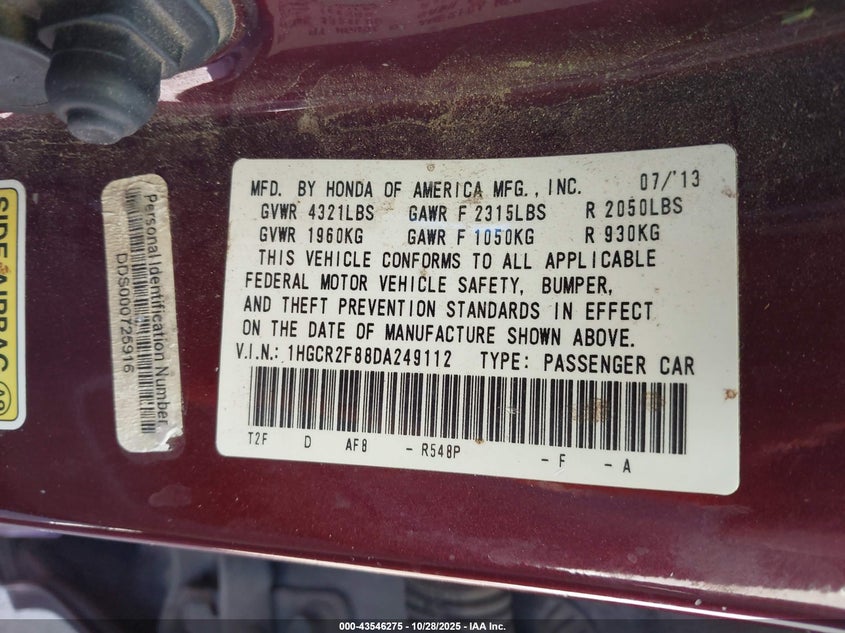 MFD. BY HONDA OF AMERICA MFG., INC. 07/'13
GVWR 4321LBS GAWR F 2315LBS R 2050LBS
GVWR 1960KG GAWR F 1050KG R 930KG
THIS VEHICLE CONFORMS TO ALL APPLICABLE
FEDERAL MOTOR VEHICLE SAFETY, BUMPER,
AND THEFT PREVENTION STANDARDS IN EFFECT
ON THE DATE OF MANUFACTURE SHOWN ABOVE.
V.I.N.: 1HGCR2F88DA249112 TYPE: PASSENGER CAR
T2F D AF8 - R548P - F - A
Personal Identification Number
DDS000725916
SIDE AIRBAG
000-43546275 | 10/28/2025 | IAA Inc.